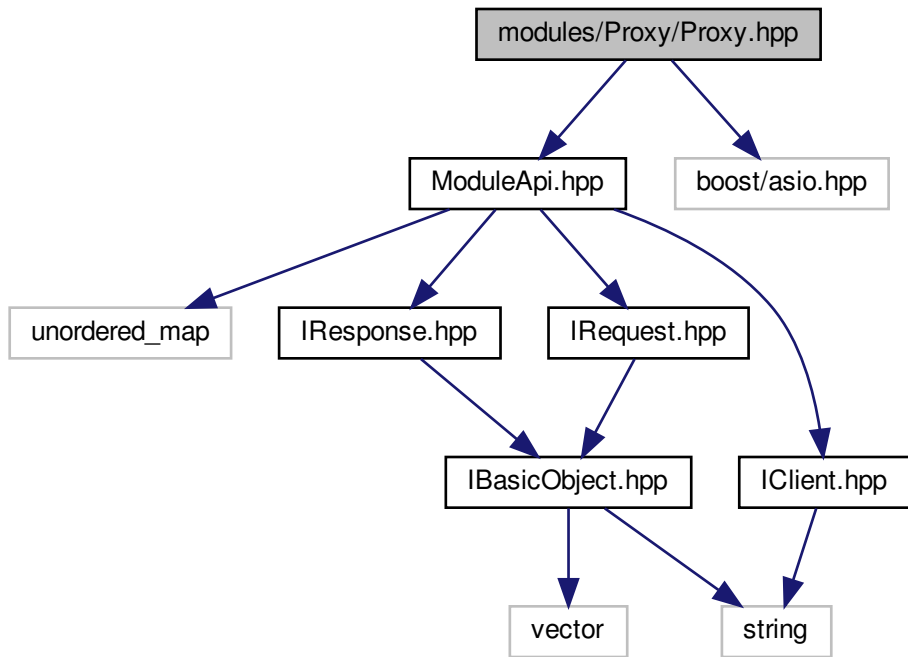 modules/Proxy/Proxy.hpp
ModuleApi.hpp
boost/asio.hpp
unordered_map
IResponse.hpp
IRequest.hpp
IBasicObject.hpp
IClient.hpp
vector
string